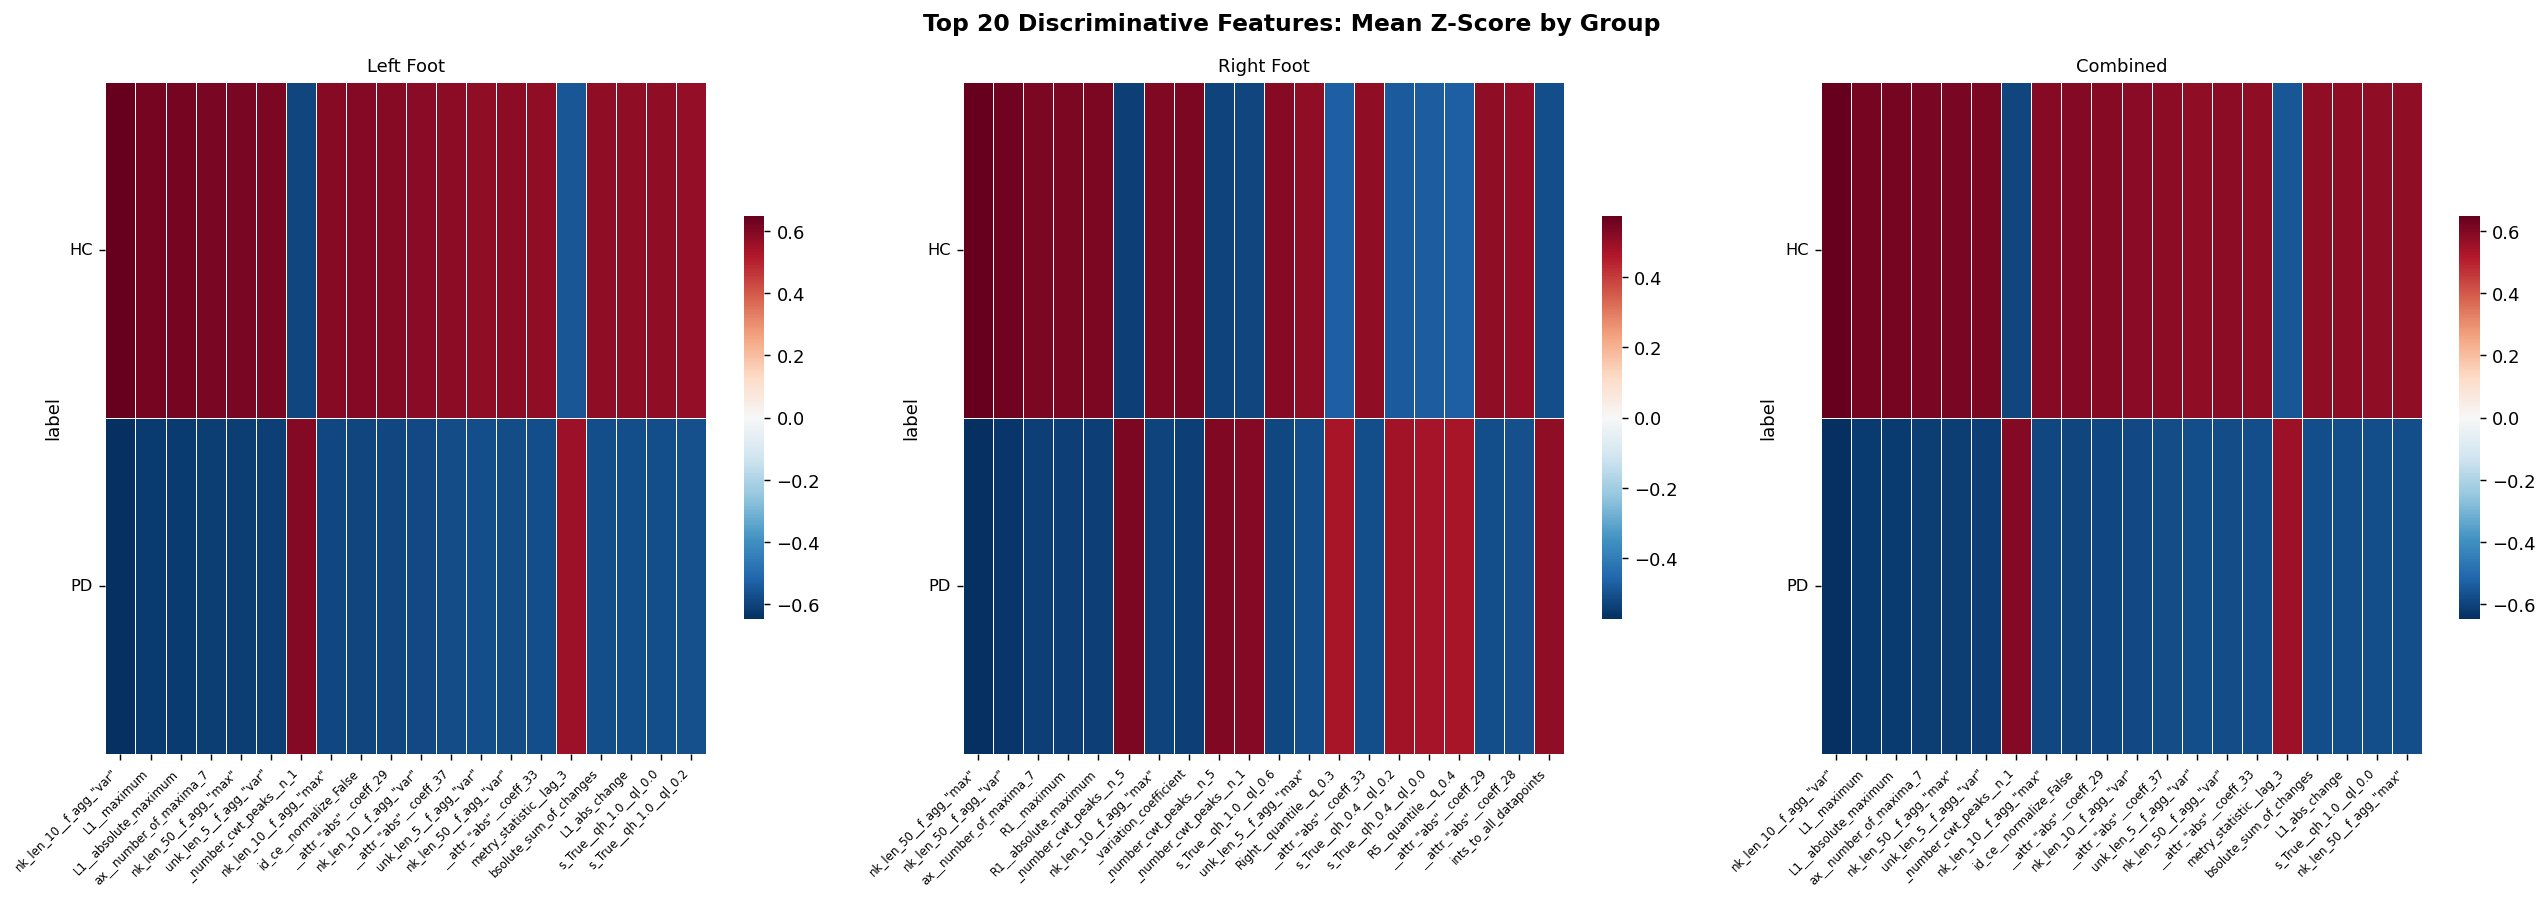 Top 20 Discriminative Features: Mean Z-Score by Group
Left Foot
HC
PD
label
0.6
0.4
0.2
0.0
−0.2
−0.4
−0.6
nk_len_10__f_agg_"var"
L1__maximum
L1__absolute_maximum
ax__number_of_maxima_7
nk_len_50__f_agg_"max"
unk_len_5__f_agg_"var"
_number_cwt_peaks__n_1
nk_len_10__f_agg_"max"
id_ce__normalize_False
__attr_"abs"__coeff_29
nk_len_10__f_agg_"var"
__attr_"abs"__coeff_37
unk_len_5__f_agg_"var"
nk_len_50__f_agg_"var"
__attr_"abs"__coeff_33
metry_statistic__lag_3
bsolute_sum_of_changes
L1_abs_change
s_True__qh_1.0__ql_0.0
s_True__qh_1.0__ql_0.2
Right Foot
HC
PD
label
0.4
0.2
0.0
−0.2
−0.4
nk_len_50__f_agg_"max"
nk_len_50__f_agg_"var"
ax__number_of_maxima_7
R1__maximum
R1__absolute_maximum
_number_cwt_peaks__n_5
nk_len_10__f_agg_"max"
_variation_coefficient
_number_cwt_peaks__n_5
_number_cwt_peaks__n_1
s_True__qh_1.0__ql_0.6
unk_len_5__f_agg_"max"
Right__quantile__q_0.3
__attr_"abs"__coeff_33
s_True__qh_0.4__ql_0.2
s_True__qh_0.4__ql_0.0
R5__quantile__q_0.4
__attr_"abs"__coeff_29
__attr_"abs"__coeff_28
ints_to_all_datapoints
Combined
HC
PD
label
0.6
0.4
0.2
0.0
−0.2
−0.4
−0.6
nk_len_10__f_agg_"var"
L1__maximum
L1__absolute_maximum
ax__number_of_maxima_7
nk_len_50__f_agg_"max"
unk_len_5__f_agg_"var"
_number_cwt_peaks__n_1
nk_len_10__f_agg_"max"
id_ce__normalize_False
__attr_"abs"__coeff_29
nk_len_10__f_agg_"var"
__attr_"abs"__coeff_37
unk_len_5__f_agg_"var"
nk_len_50__f_agg_"var"
__attr_"abs"__coeff_33
metry_statistic__lag_3
bsolute_sum_of_changes
L1_abs_change
s_True__qh_1.0__ql_0.0
nk_len_50__f_agg_"max"